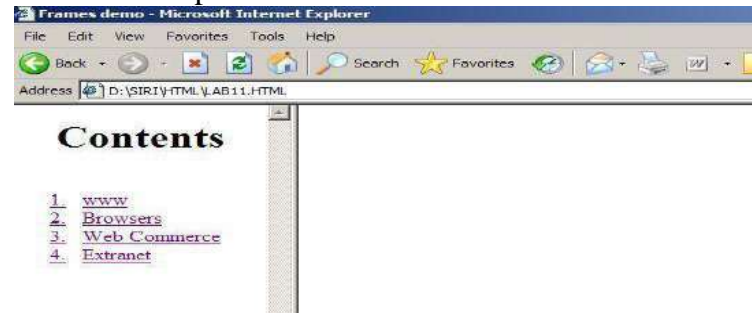 Frames demo - Microsoft Internet Explorer
File Edit View Favorites Tools Help
Back Search Favorites
Address D:\SIRI\HTML\LAB11.HTML
Contents
1. www
2. Browsers
3. Web Commerce
4. Extranet